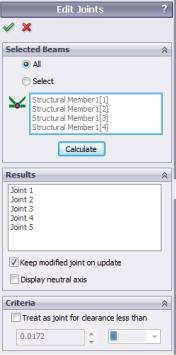 Edit Joints ?
Selected Beams
All
Select
Structural Member1[1]
Structural Member1[2]
Structural Member1[3]
Structural Member1[4]
Calculate
Results
Joint 1
Joint 2
Joint 3
Joint 4
Joint 5
Keep modified joint on update
Display neutral axis
Criteria
Treat as joint for clearance less than
0.0172